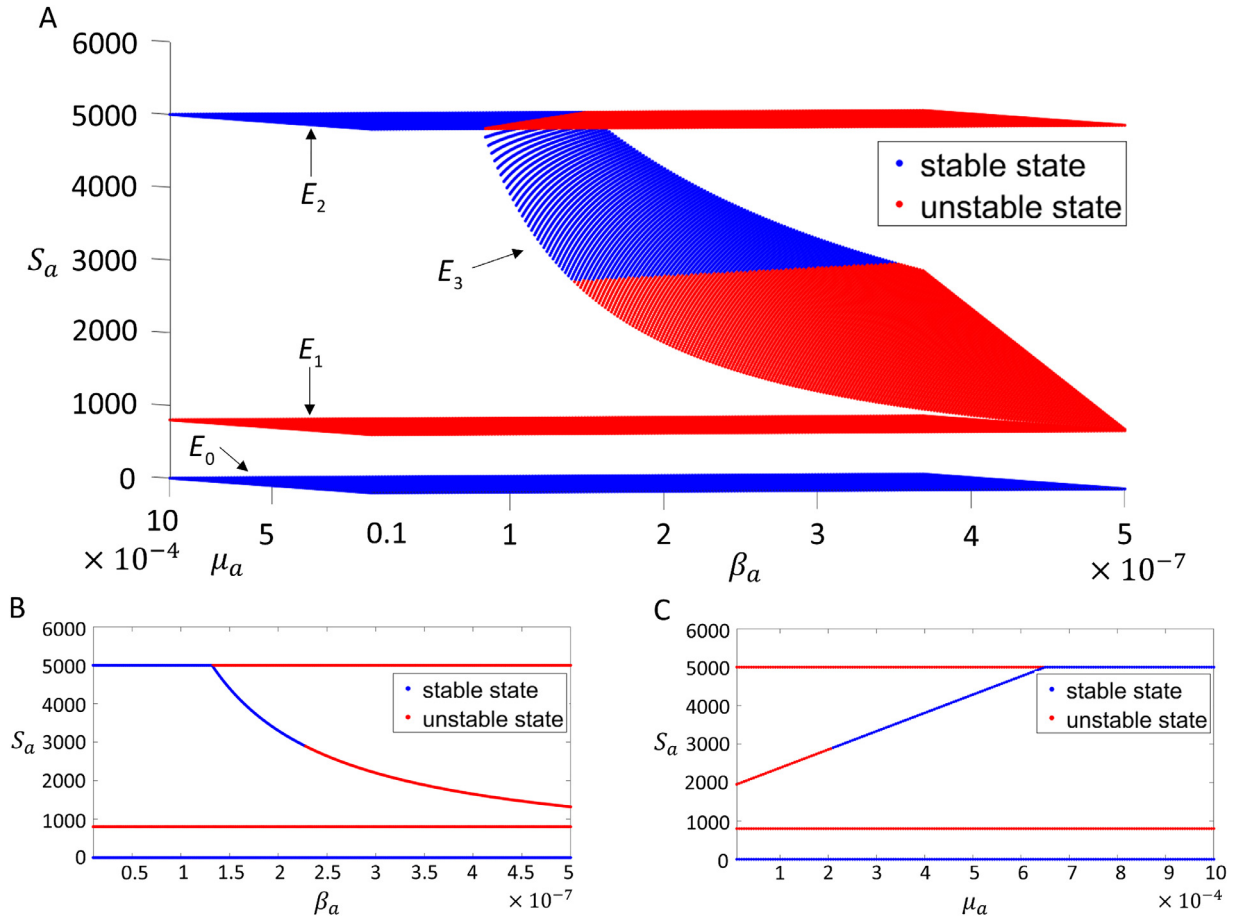 A
6000
5000
4000
3000
2000
1000
0
S_a
E_2
E_3
E_1
E_0
stable state
unstable state
10 5 0.1 1 2 3 4 5
× 10^−4 μ_a β_a × 10^−7
B
6000
5000
4000
3000
2000
1000
0
S_a
stable state
unstable state
0.5 1 1.5 2 2.5 3 3.5 4 4.5 5
β_a × 10^−7
C
6000
5000
4000
3000
2000
1000
0
S_a
stable state
unstable state
1 2 3 4 5 6 7 8 9 10
μ_a × 10^−4